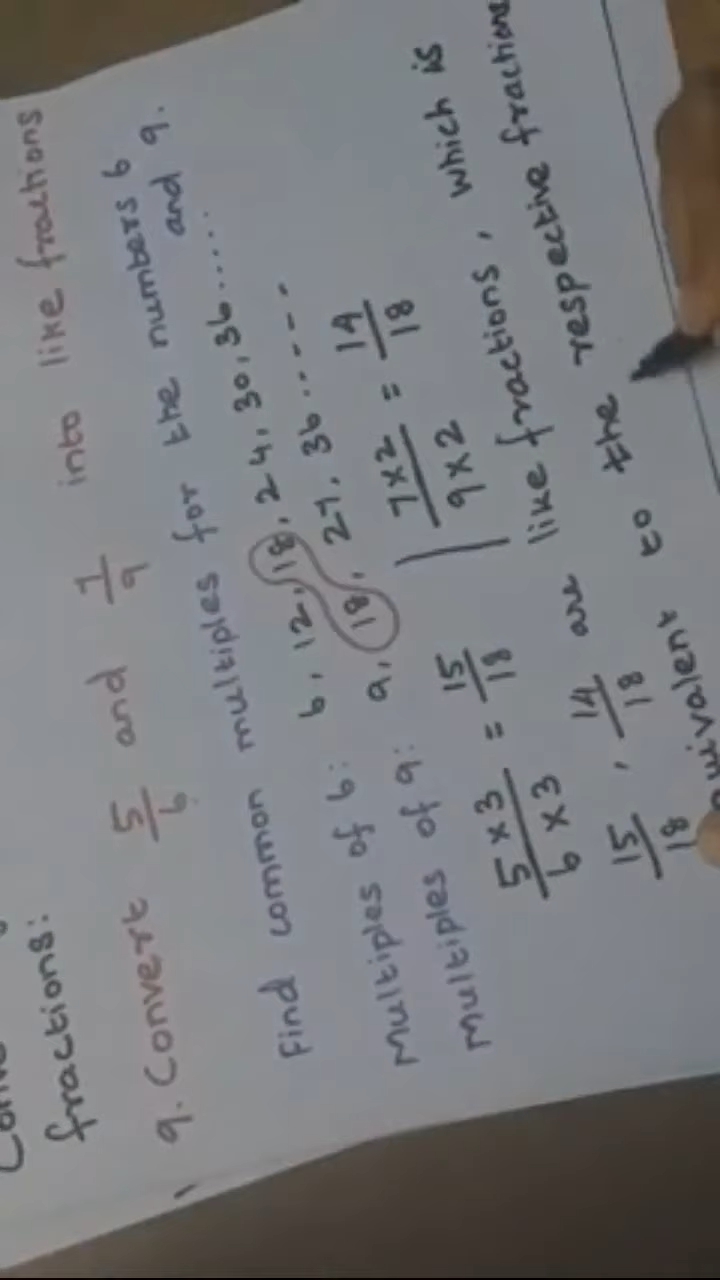 fractions:
q. Convert 5/6 and 7/9 into like fractions
Find common multiples for the numbers 6
and 9.
Multiples of 6: 6, 12, 18, 24, 30, 36.....
Multiples of 9: 9, 18, 27, 36......
5 x 3 / 6 x 3 = 15/18 | 7 x 2 / 9 x 2 = 14/18
15/18 , 14/18 are like fractions, which is
to the respective fractions